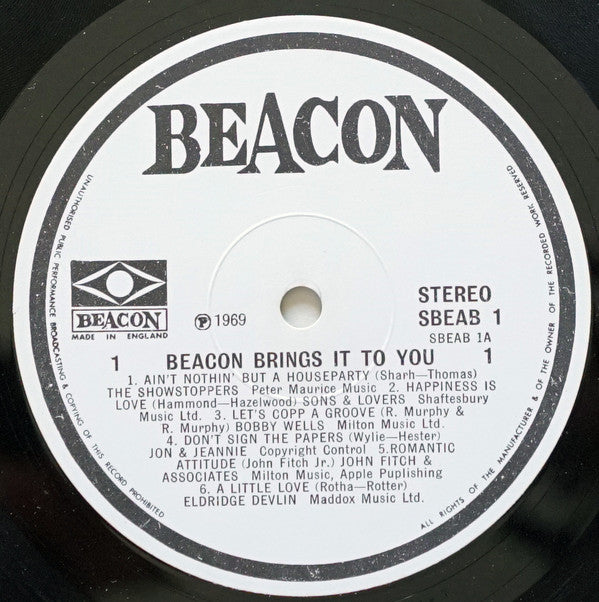 BEACON
BEACON
MADE IN ENGLAND
Ⓟ 1969
STEREO
SBEAB 1
SBEAB 1A
1 BEACON BRINGS IT TO YOU 1
1. AIN'T NOTHIN' BUT A HOUSEPARTY (Sharh—Thomas)
THE SHOWSTOPPERS Peter Maurice Music 2. HAPPINESS IS
LOVE (Hammond—Hazelwood) SONS & LOVERS Shaftesbury
Music Ltd. 3. LET'S COPP A GROOVE (R. Murphy &
R. Murphy) BOBBY WELLS Milton Music Ltd.
4. DON'T SIGN THE PAPERS (Wylie—Hester)
JON & JEANNIE Copyright Control 5.ROMANTIC
ATTITUDE (John Fitch Jr.) JOHN FITCH &
ASSOCIATES Milton Music, Apple Puplishing
6. A LITTLE LOVE (Rotha—Rotter)
ELDRIDGE DEVLIN Maddox Music Ltd.
UNAUTHORISED PUBLIC PERFORMANCE BROADCASTING & COPYING OF THIS RECORD PROHIBITED
ALL RIGHTS OF THE MANUFACTURER & OF THE OWNER OF THE RECORDED WORK RESERVED